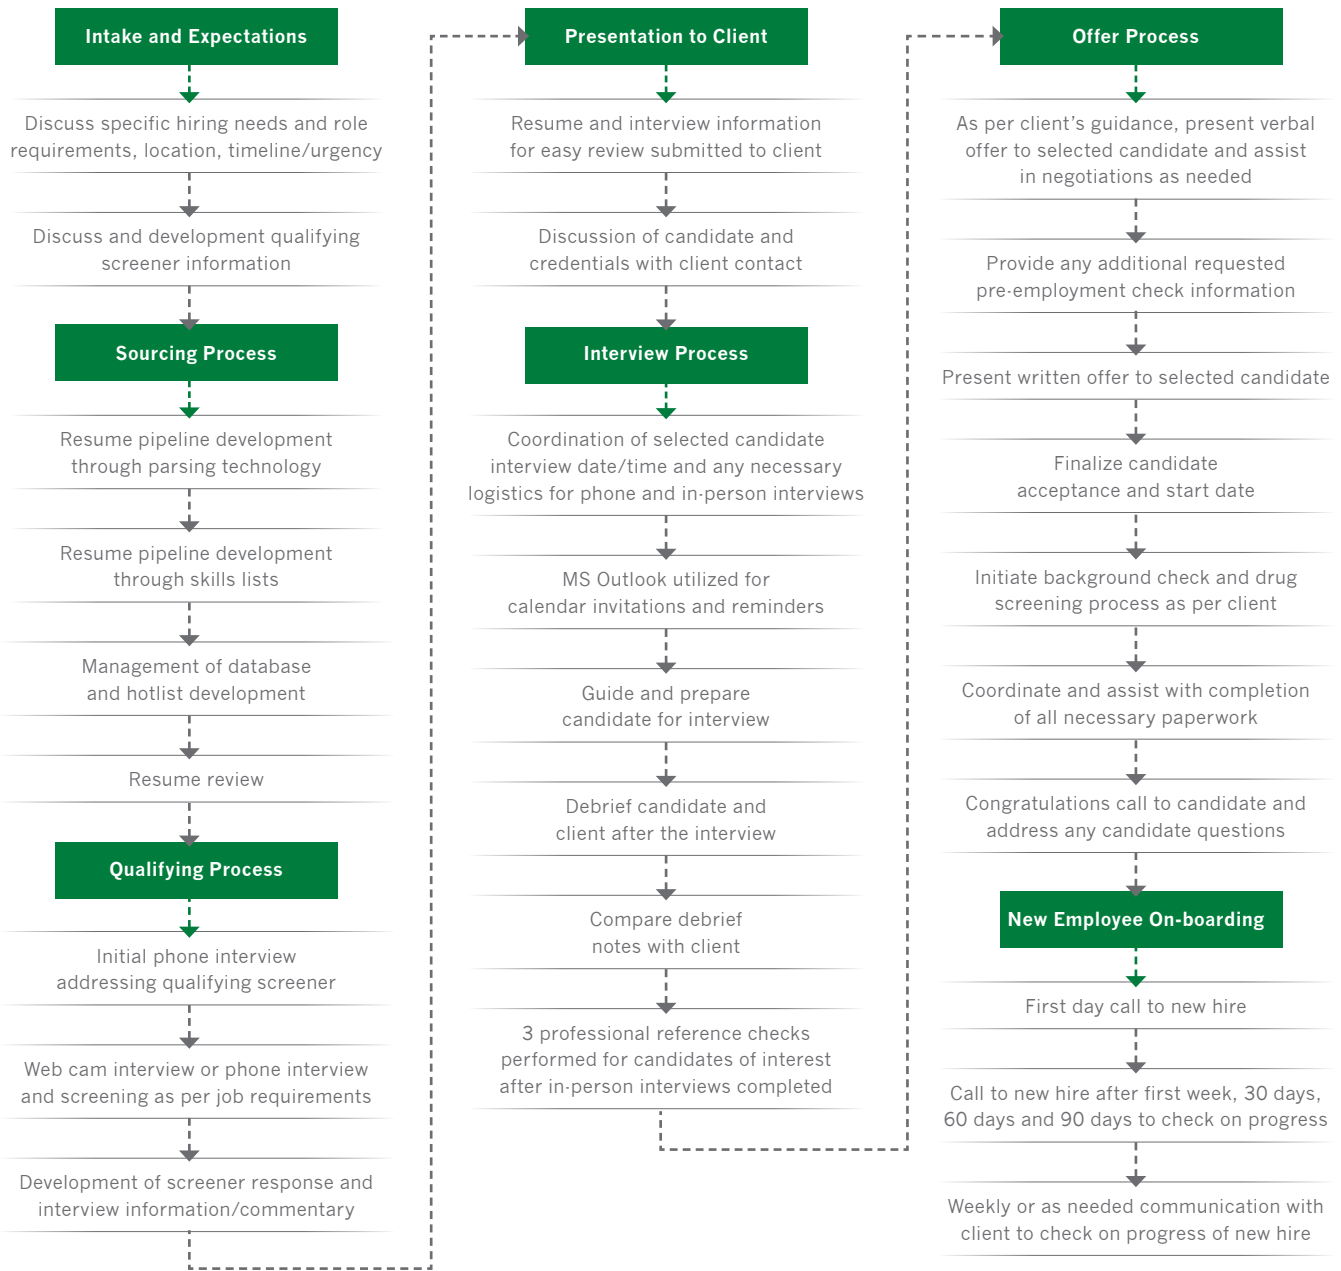 Intake and Expectations
Discuss specific hiring needs and role
requirements, location, timeline/urgency
Discuss and development qualifying
screener information
Sourcing Process
Resume pipeline development
through parsing technology
Resume pipeline development
through skills lists
Management of database
and hotlist development
Resume review
Qualifying Process
Initial phone interview
addressing qualifying screener
Web cam interview or phone interview
and screening as per job requirements
Development of screener response and
interview information/commentary
Presentation to Client
Resume and interview information
for easy review submitted to client
Discussion of candidate and
credentials with client contact
Interview Process
Coordination of selected candidate
interview date/time and any necessary
logistics for phone and in-person interviews
MS Outlook utilized for
calendar invitations and reminders
Guide and prepare
candidate for interview
Debrief candidate and
client after the interview
Compare debrief
notes with client
3 professional reference checks
performed for candidates of interest
after in-person interviews completed
Offer Process
As per client’s guidance, present verbal
offer to selected candidate and assist
in negotiations as needed
Provide any additional requested
pre-employment check information
Present written offer to selected candidate
Finalize candidate
acceptance and start date
Initiate background check and drug
screening process as per client
Coordinate and assist with completion
of all necessary paperwork
Congratulations call to candidate and
address any candidate questions
New Employee On-boarding
First day call to new hire
Call to new hire after first week, 30 days,
60 days and 90 days to check on progress
Weekly or as needed communication with
client to check on progress of new hire